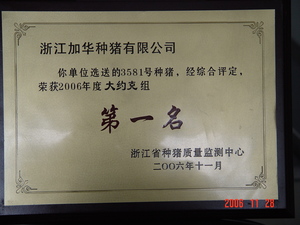 浙江加华种猪有限公司
你单位选送的3581号种猪，经综合评定，
荣获2006年度大约克组
第一名
浙江省种猪质量监测中心
二〇〇六年十一月
2006 11 28